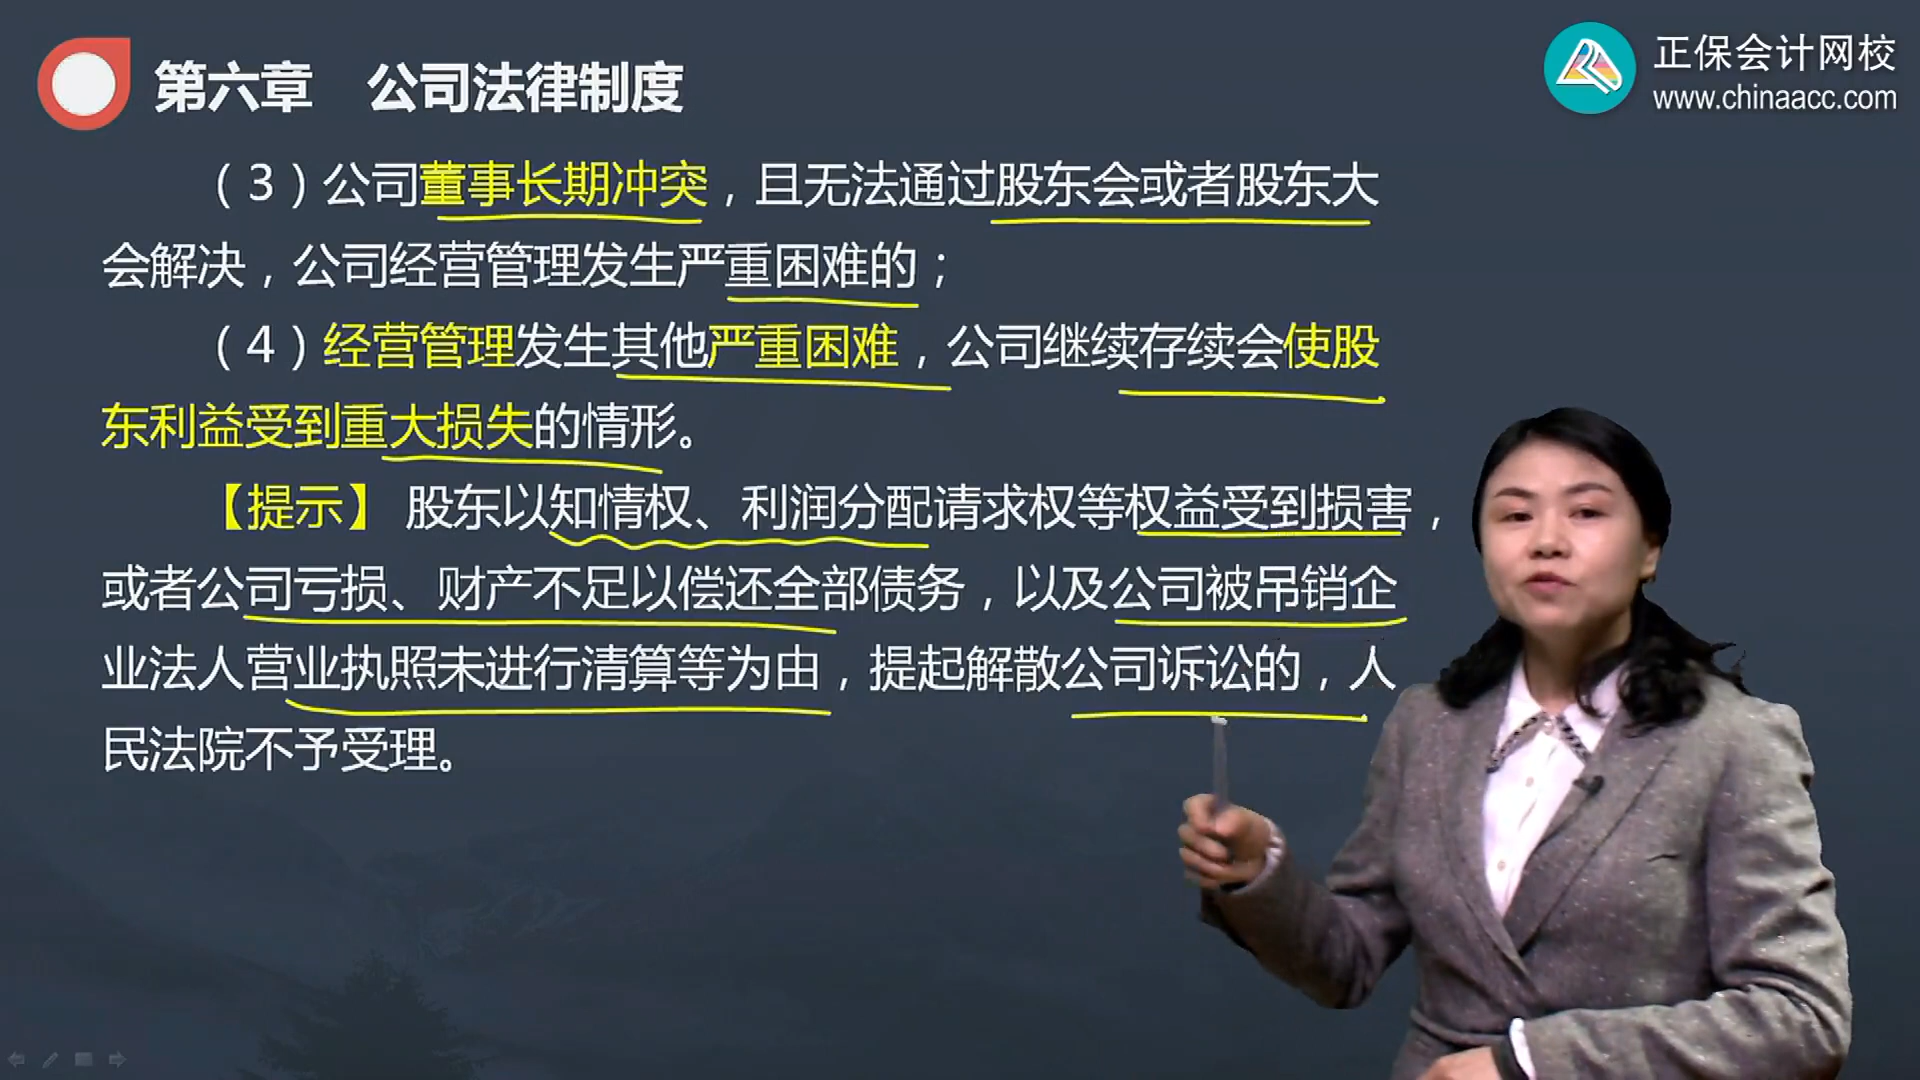 第六章 公司法律制度
正保会计网校
www.chinaacc.com
（3）公司董事长期冲突，且无法通过股东会或者股东大
会解决，公司经营管理发生严重困难的；
（4）经营管理发生其他严重困难，公司继续存续会使股
东利益受到重大损失的情形。
【提示】 股东以知情权、利润分配请求权等权益受到损害，
或者公司亏损、财产不足以偿还全部债务，以及公司被吊销企
业法人营业执照未进行清算等为由，提起解散公司诉讼的，人
民法院不予受理。